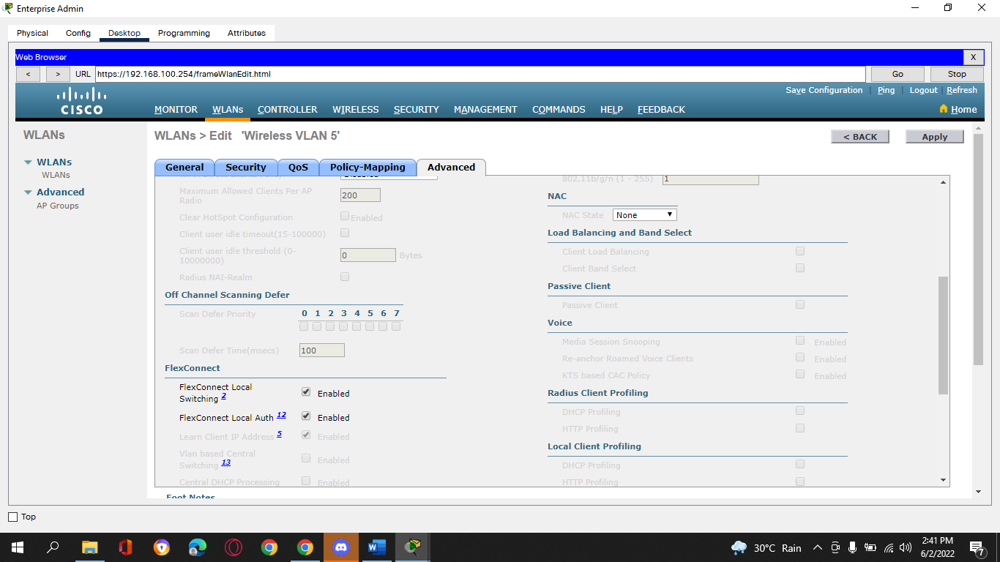 Enterprise Admin
Physical Config Desktop Programming Attributes
Web Browser X
< > URL https://192.168.100.254/frameWlanEdit.html Go Stop
Save Configuration | Ping | Logout | Refresh
CISCO MONITOR WLANs CONTROLLER WIRELESS SECURITY MANAGEMENT COMMANDS HELP FEEDBACK Home
WLANs
WLANs
WLANs
Advanced
AP Groups
WLANs > Edit 'Wireless VLAN 5' < BACK Apply
General Security QoS Policy-Mapping Advanced
Maximum Allowed Clients Per AP
Radio 200
Clear HotSpot Configuration Enabled
Client user idle timeout(15-100000)
Client user idle threshold (0-
10000000) 0 Bytes
Radius NAI-Realm
Off Channel Scanning Defer
Scan Defer Priority 0 1 2 3 4 5 6 7
Scan Defer Time(msecs) 100
FlexConnect
FlexConnect Local
Switching 2 Enabled
FlexConnect Local Auth 12 Enabled
Learn Client IP Address 5 Enabled
Vlan based Central
Switching 13 Enabled
Central DHCP Processing Enabled
802.11b/g/n (1 - 255) 1
NAC
NAC State None
Load Balancing and Band Select
Client Load Balancing
Client Band Select
Passive Client
Passive Client
Voice
Media Session Snooping Enabled
Re-anchor Roamed Voice Clients Enabled
KTS based CAC Policy Enabled
Radius Client Profiling
DHCP Profiling
HTTP Profiling
Local Client Profiling
DHCP Profiling
HTTP Profiling
Foot Notes
Top
30°C Rain
2:41 PM
6/2/2022
7